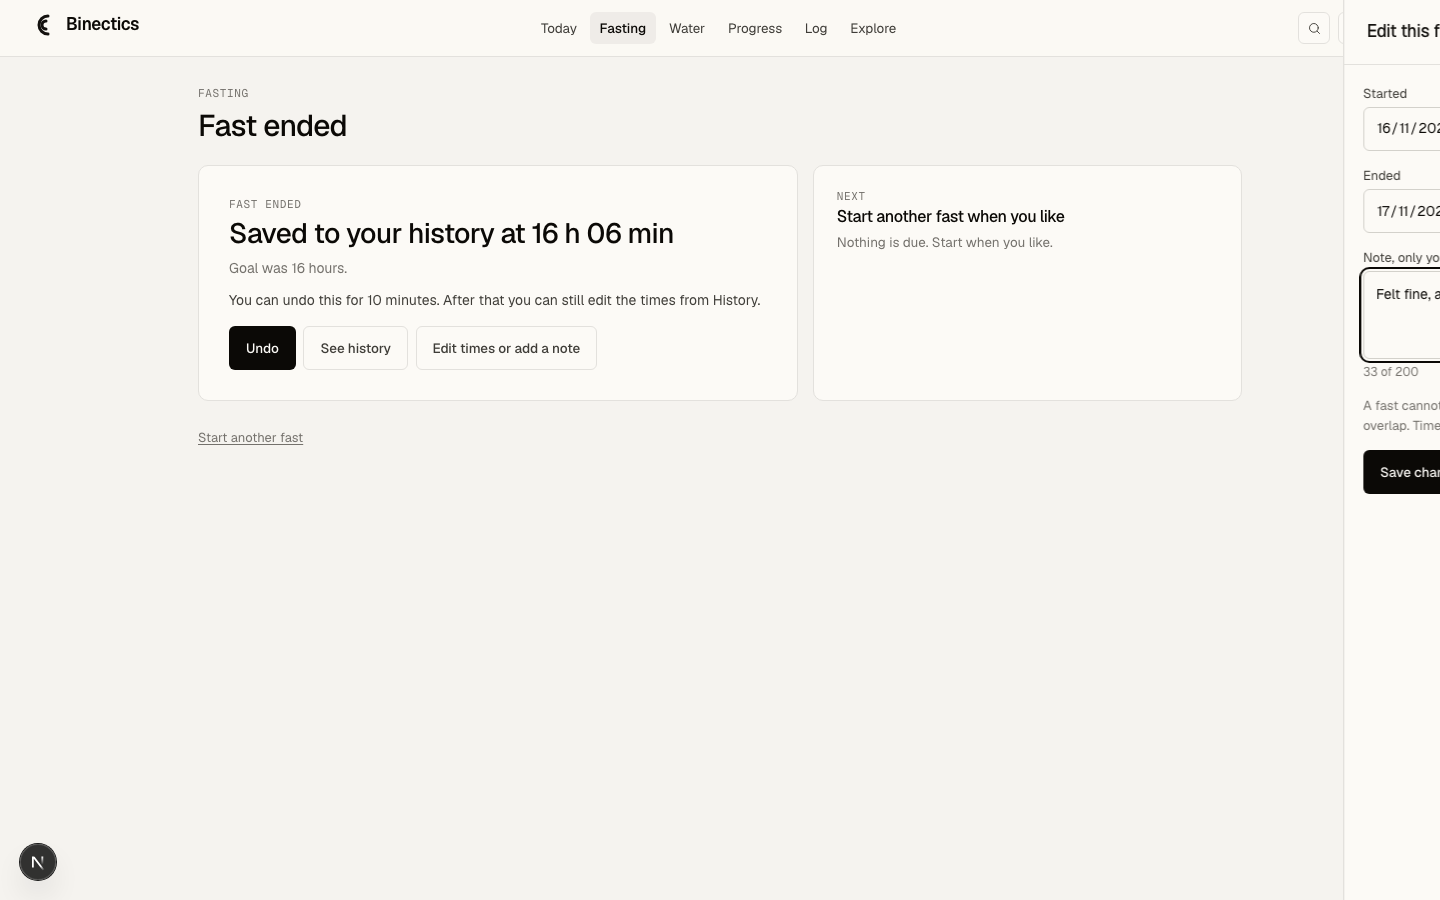 Binectics
Today
Fasting
Water
Progress
Log
Explore
FASTING
Fast ended
FAST ENDED
Saved to your history at 16 h 06 min
Goal was 16 hours.
You can undo this for 10 minutes. After that you can still edit the times from History.
Undo
See history
Edit times or add a note
NEXT
Start another fast when you like
Nothing is due. Start when you like.
Start another fast
Edit this
Started
16/11/202
Ended
17/11/202
Note, only
Felt fine,
33 of 200
A fast
overlap.
Save